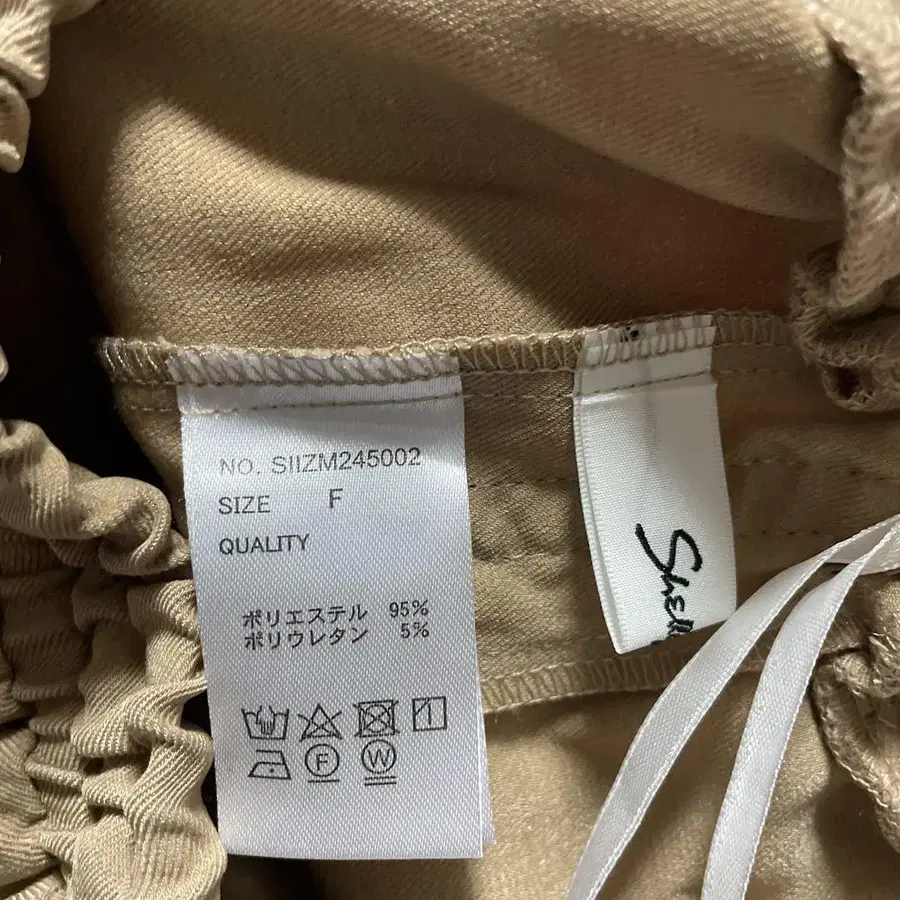 NO. SIIZM245002
SIZE F
QUALITY
ポリエステル 95%
ポリウレタン 5%
F W